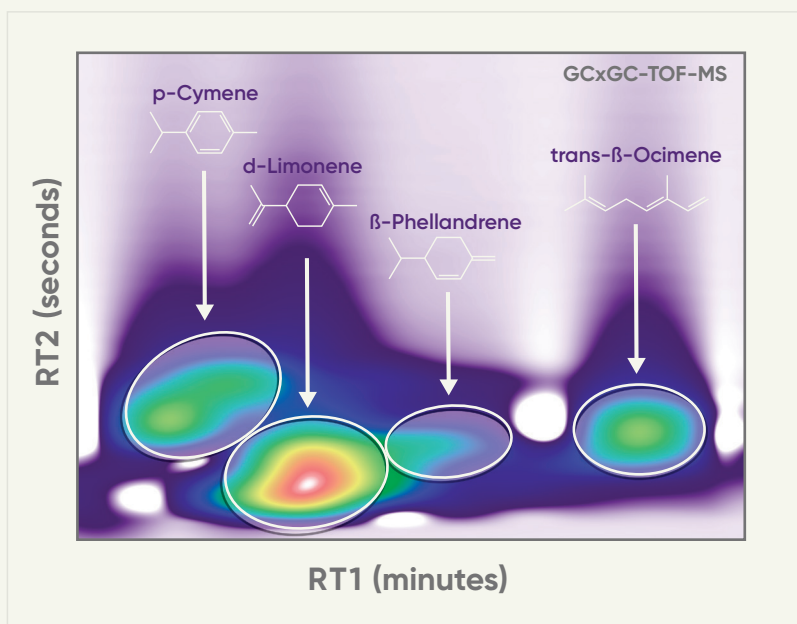 GCxGC-TOF-MS
p-Cymene
d-Limonene
trans-ß-Ocimene
ß-Phellandrene
RT2 (seconds)
RT1 (minutes)